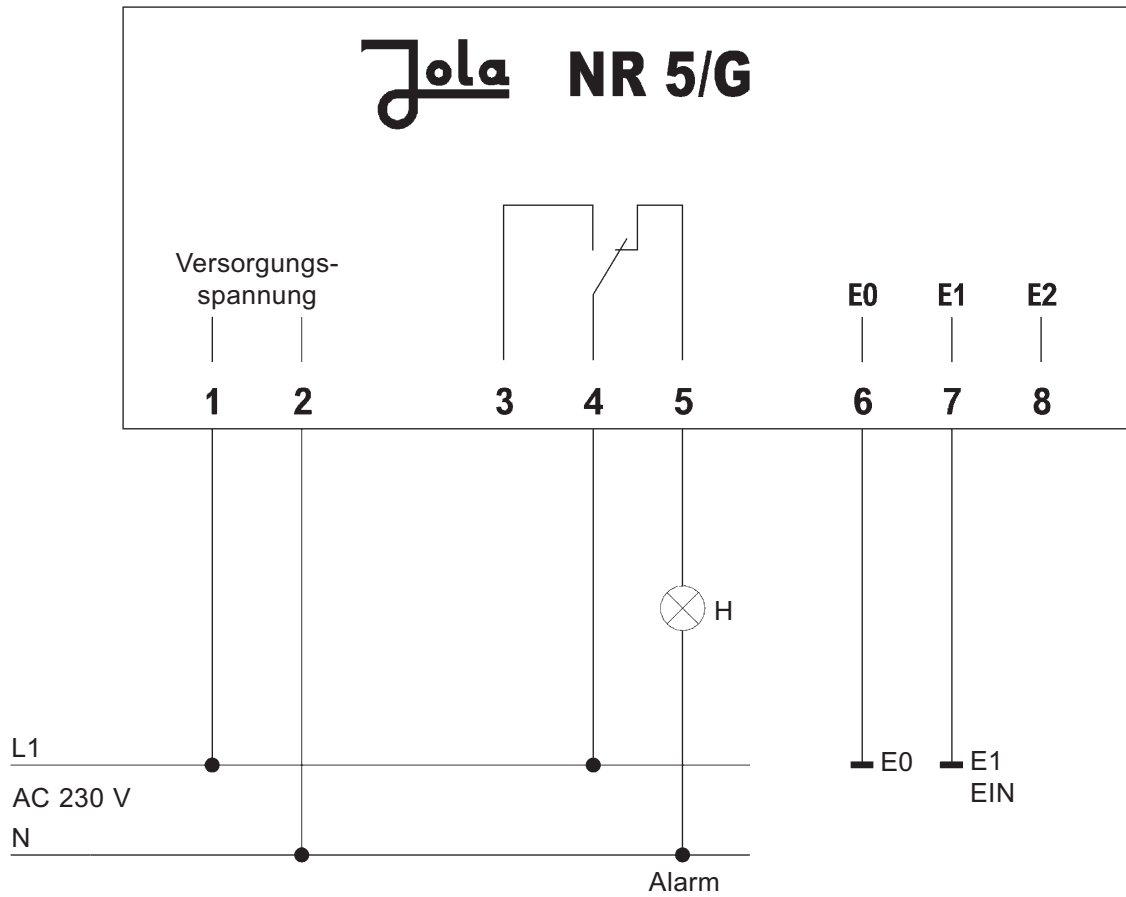 Jola NR 5/G
Versorgungs-
spannung
E0 E1 E2
1 2 3 4 5 6 7 8
H
L1
E0
E1
EIN
AC 230 V
N
Alarm